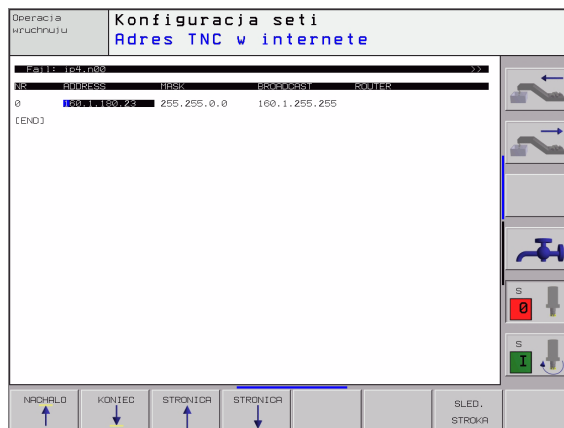 Operacja
wruchnuju
Konfiguracja seti
Adres TNC w internete
Fajl: ip4.n00 >>
NR ADDRESS MASK BROADCAST ROUTER
0 160.1.180.23 255.255.0.0 160.1.255.255
[END]
S
0
S
I
NACHALO KONIEC STRONICA STRONICA SLED.
STROKA